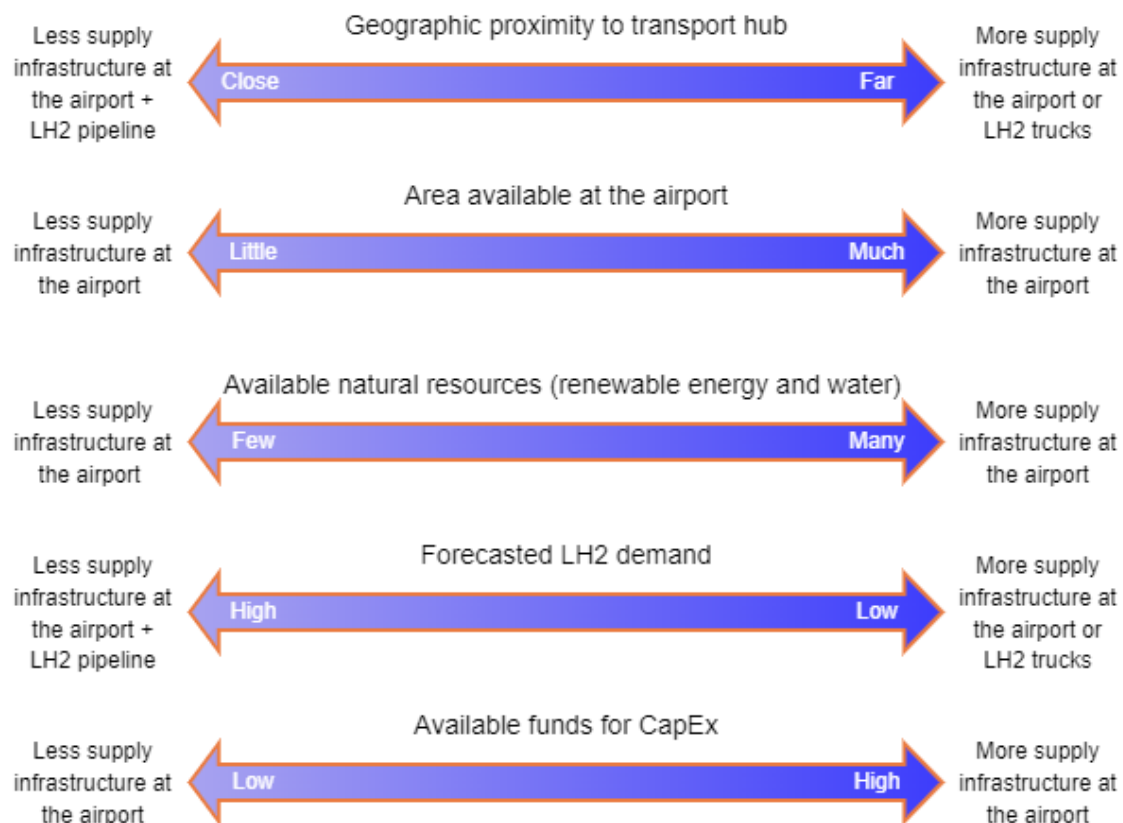 Geographic proximity to transport hub
Less supply
infrastructure at
the airport +
LH2 pipeline
Close
Far
More supply
infrastructure at
the airport or
LH2 trucks
Area available at the airport
Less supply
infrastructure at
the airport
Little
Much
More supply
infrastructure at
the airport
Available natural resources (renewable energy and water)
Less supply
infrastructure at
the airport
Few
Many
More supply
infrastructure at
the airport
Forecasted LH2 demand
Less supply
infrastructure at
the airport +
LH2 pipeline
High
Low
More supply
infrastructure at
the airport or
LH2 trucks
Available funds for CapEx
Less supply
infrastructure at
the airport
Low
High
More supply
infrastructure at
the airport